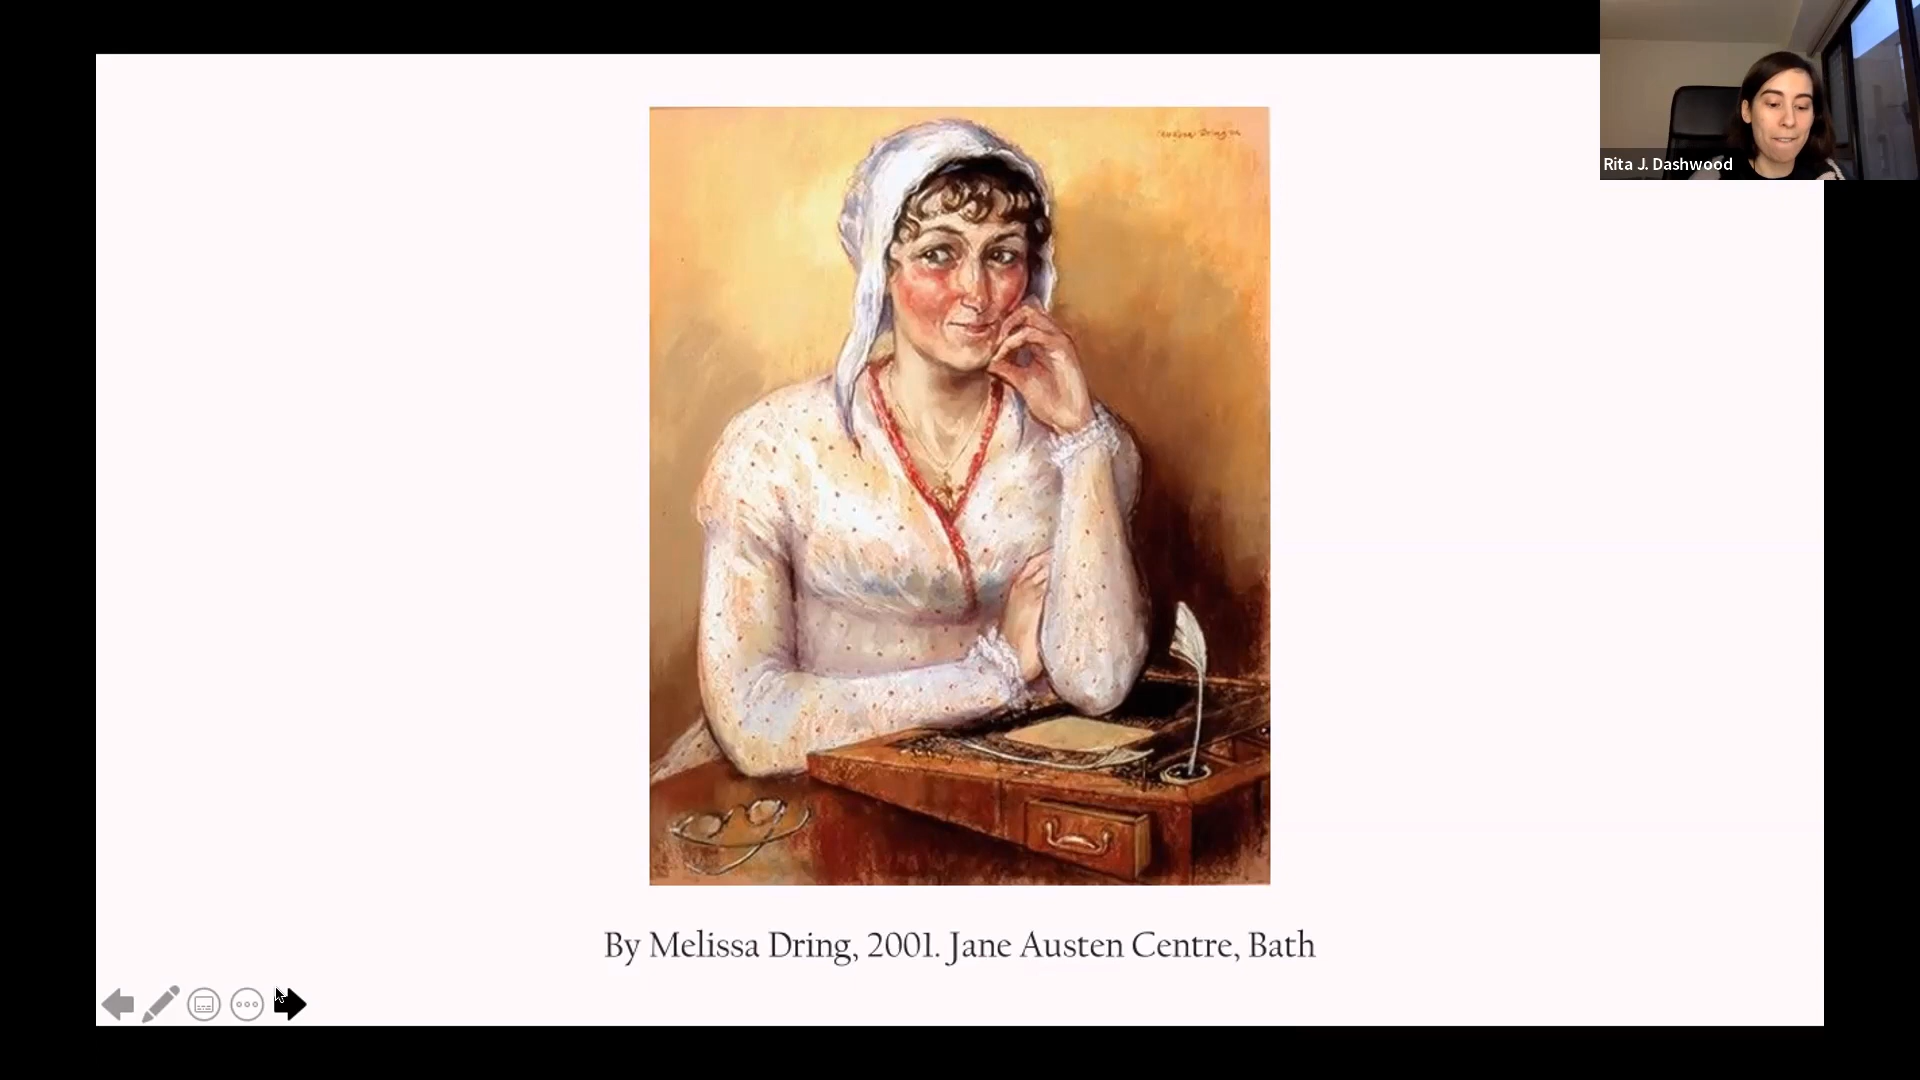 Rita J. Dashwood
By Melissa Dring, 2001. Jane Austen Centre, Bath